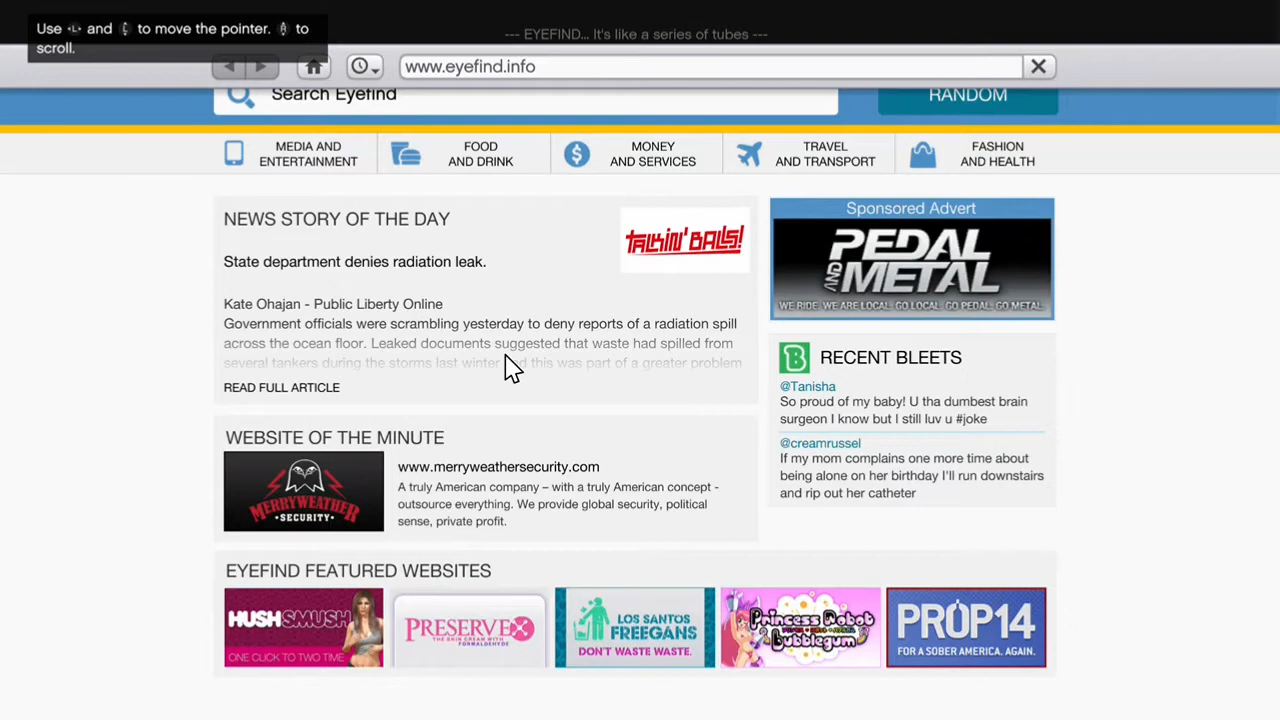 Use L and L to move the pointer. R to
scroll.
--- EYEFIND... It's like a series of tubes ---
www.eyefind.info
Search Eyefind
RANDOM
MEDIA AND
ENTERTAINMENT
FOOD
AND DRINK
MONEY
AND SERVICES
TRAVEL
AND TRANSPORT
FASHION
AND HEALTH
NEWS STORY OF THE DAY
TALKIN' BALLS!
State department denies radiation leak.
Kate Ohajan - Public Liberty Online
Government officials were scrambling yesterday to deny reports of a radiation spill
across the ocean floor. Leaked documents suggested that waste had spilled from
several tankers during the storms last winter and this was part of a greater problem
READ FULL ARTICLE
Sponsored Advert
PEDAL
AND
METAL
WE RIDE. WE ARE LOCAL. GO LOCAL. GO PEDAL. GO METAL.
RECENT BLEETS
@Tanisha
So proud of my baby! U tha dumbest brain
surgeon I know but I still luv u #joke
@creamrussel
If my mom complains one more time about
being alone on her birthday I'll run downstairs
and rip out her catheter
WEBSITE OF THE MINUTE
MERRYWEATHER
SECURITY
www.merryweathersecurity.com
A truly American company – with a truly American concept -
outsource everything. We provide global security, political
sense, private profit.
EYEFIND FEATURED WEBSITES
HUSHSMUSH
ONE CLICK TO TWO TIME
PRESERVEX
THE SKIN CREAM WITH
FORMALDEHYDE
LOS SANTOS
FREEGANS
DON'T WASTE WASTE.
Princess Robot
Bubblegum
PROP14
FOR A SOBER AMERICA. AGAIN.